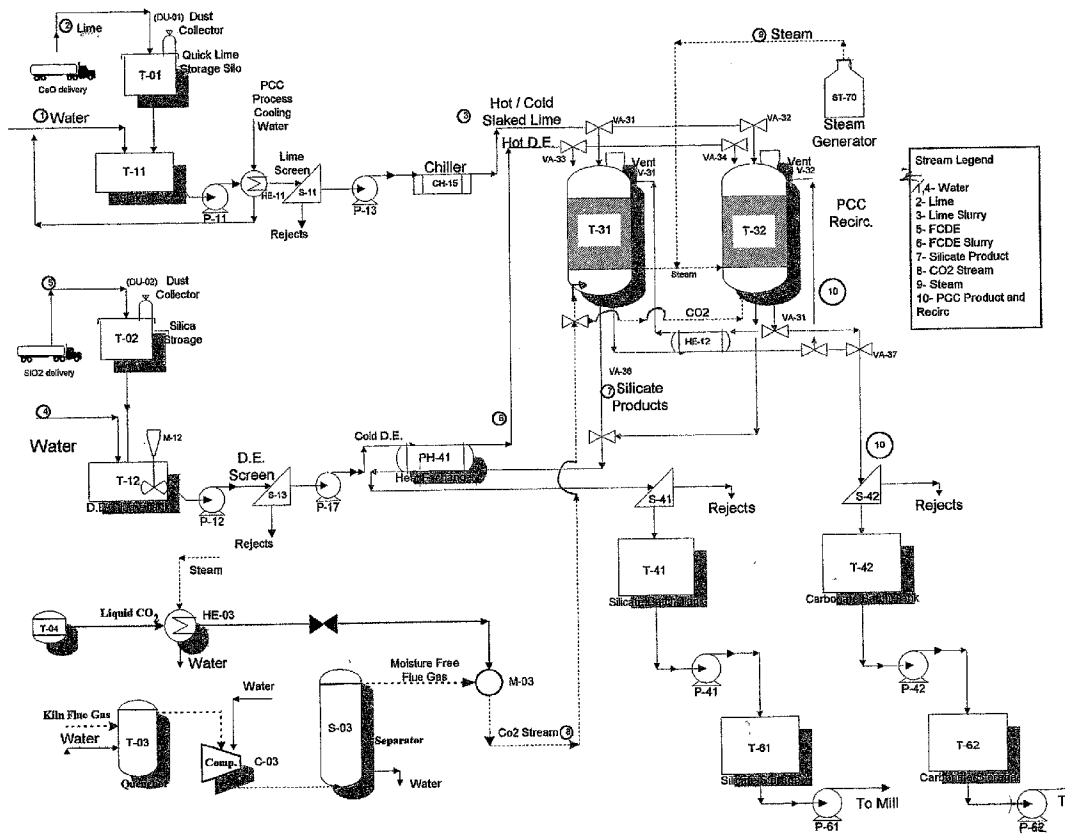 (DU-01) Dust
Collector
2 Lime
Quick Lime
Storage Silo
T-01
CaO delivery
1 Water
PCC
Process
Cooling
Water
T-11
P-11
HE-11
Lime
Screen
S-11
Rejects
P-13
Chiller
CH-15
3
Hot / Cold
Slaked Lime
Hot D.E.
VA-31
VA-32
VA-33
VA-34
9 Steam
ST-70
Steam
Generator
Vent
V-31
Vent
V-32
T-31
T-32
Steam
PCC
Recirc.
10
CO2
HE-12
VA-31
VA-37
VA-36
7 Silicate
Products
Stream Legend
1,4- Water
2- Lime
3- Lime Slurry
5- FCDE
6- FCDE Slurry
7- Silicate Product
8- CO2 Stream
9- Steam
10- PCC Product and
Recirc
5
(DU-02) Dust
Collector
T-02
Silica
Stroage
SIO2 delivery
4
Water
M-12
T-12
P-12
D.E.
Screen
S-13
Rejects
P-17
Cold D.E.
PH-41
6
10
S-41
Rejects
S-42
Rejects
T-41
T-42
P-41
P-42
T-61
T-62
P-61
To Mill
P-62
T
Steam
T-04
Liquid CO2
HE-03
Water
Moisture Free
Flue Gas
M-03
Co2 Stream 8
Kiln Flue Gas
Water
T-03
Comp.
C-03
Water
S-03
Separator
Water